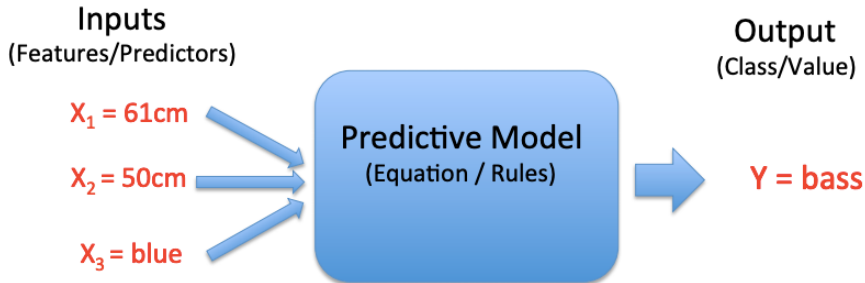 Inputs
(Features/Predictors)
X₁ = 61cm
X₂ = 50cm
X₃ = blue
Predictive Model
(Equation / Rules)
Output
(Class/Value)
Y = bass